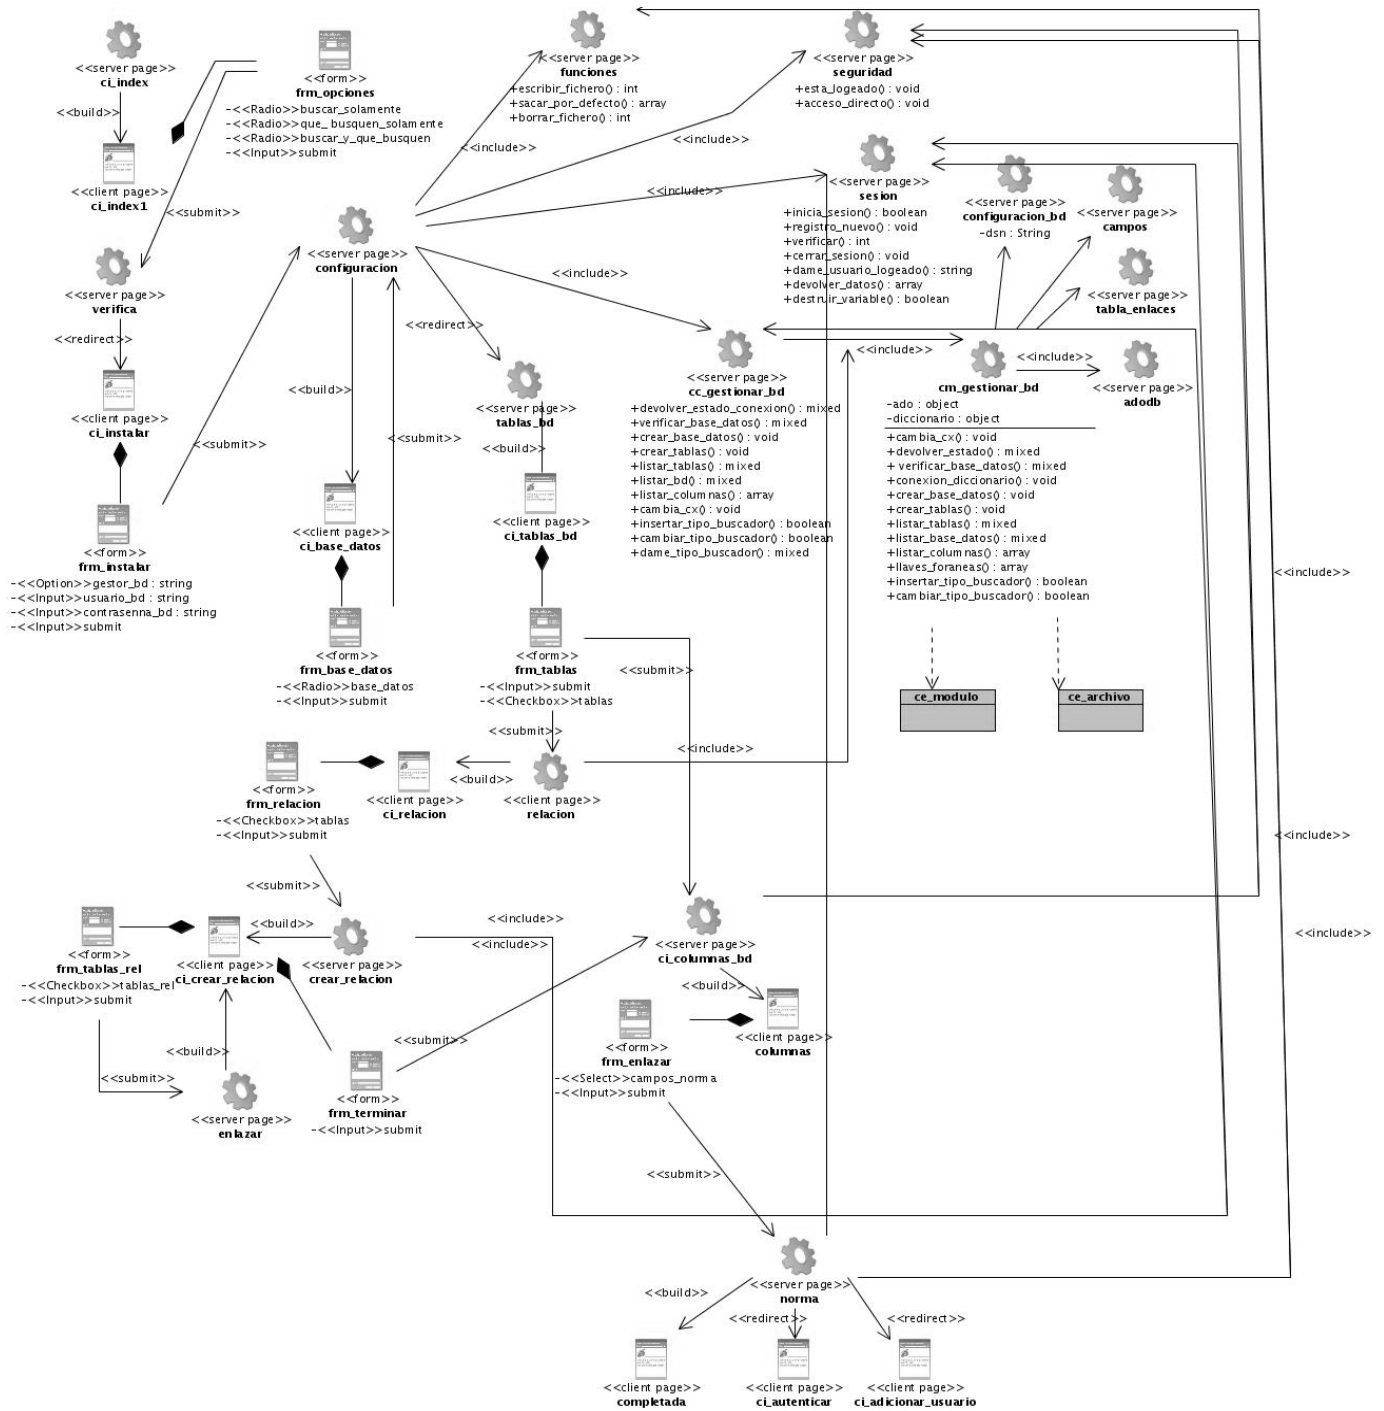 <<server page>>
ci_index
<<build>>
<<client page>>
ci_index1
<<form>>
frm_opciones
-<<Radio>>buscar_solamente
-<<Radio>>que_ busquen_solamente
-<<Radio>>buscar_y_que_busquen
-<<Input>>submit
<<submit>>
<<server page>>
funciones
+escribir_fichero() : int
+sacar_por_defecto() : array
+borrar_fichero() : int
<<include>>
<<server page>>
seguridad
+esta_logeado() : void
+acceso_directo() : void
<<include>>
<<server page>>
sesion
+inicia_sesion() : boolean
+registro_nuevo() : void
+verificar() : int
+cerrar_sesion() : void
+dame_usuario_logeado() : string
+devolver_datos() : array
+destruir_variable() : boolean
<<include>>
<<server page>>
configuracion_bd
-dsn : String
<<server page>>
campos
<<server page>>
tabla_enlaces
<<server page>>
configuracion
<<include>>
<<server page>>
verifica
<<redirect>>
<<client page>>
ci_instalar
<<form>>
frm_instalar
-<<Option>>gestor_bd : string
-<<Input>>usuario_bd : string
-<<Input>>contrasenna_bd : string
-<<Input>>submit
<<submit>>
<<build>>
<<redirect>>
<<submit>>
<<server page>>
tablas_bd
<<build>>
<<client page>>
ci_tablas_bd
<<server page>>
cc_gestionar_bd
+devolver_estado_conexion() : mixed
+verificar_base_datos() : mixed
+crear_base_datos() : void
+crear_tablas() : void
+listar_tablas() : mixed
+listar_bd() : mixed
+listar_columnas() : array
+cambia_cx() : void
+insertar_tipo_buscador() : boolean
+cambiar_tipo_buscador() : boolean
+dame_tipo_buscador() : mixed
<<include>>
<<server page>>
cm_gestionar_bd
-ado : object
-diccionario : object
+cambia_cx() : void
+devolver_estado() : mixed
+ verificar_base_datos() : mixed
+conexion_diccionario() : void
+crear_base_datos() : void
+crear_tablas() : void
+listar_tablas() : mixed
+listar_base_datos() : mixed
+listar_columnas() : array
+llaves_foraneas() : array
+insertar_tipo_buscador() : boolean
+cambiar_tipo_buscador() : boolean
<<include>>
<<server page>>
adodb
<<include>>
<<client page>>
ci_base_datos
<<form>>
frm_base_datos
-<<Radio>>base_datos
-<<Input>>submit
<<form>>
frm_tablas
-<<Input>>submit
-<<Checkbox>>tablas
<<submit>>
<<submit>>
ce_modulo
ce_archivo
<<include>>
<<form>>
frm_relacion
-<<Checkbox>>tablas
-<<Input>>submit
<<client page>>
ci_relacion
<<build>>
<<client page>>
relacion
<<include>>
<<submit>>
<<form>>
frm_tablas_rel
-<<Checkbox>>tablas_rel
-<<Input>>submit
<<client page>>
ci_crear_relacion
<<build>>
<<server page>>
crear_relacion
<<include>>
<<include>>
<<server page>>
ci_columnas_bd
<<build>>
<<include>>
<<client page>>
columnas
<<form>>
frm_enlazar
-<<Select>>campos_norma
-<<Input>>submit
<<submit>>
<<build>>
<<submit>>
<<server page>>
enlazar
<<form>>
frm_terminar
-<<Input>>submit
<<submit>>
<<server page>>
norma
<<build>>
<<redirect>>
<<redirect>>
<<client page>>
completada
<<client page>>
ci_autenticar
<<client page>>
ci_adicionar_usuario